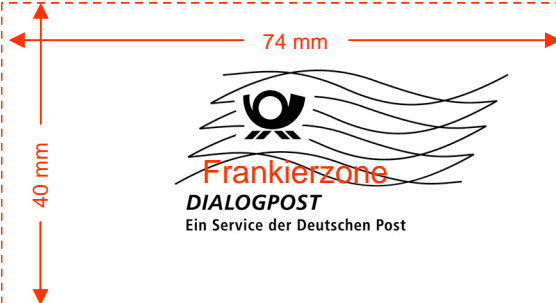 74 mm
40 mm
Frankierzone
DIALOGPOST
Ein Service der Deutschen Post